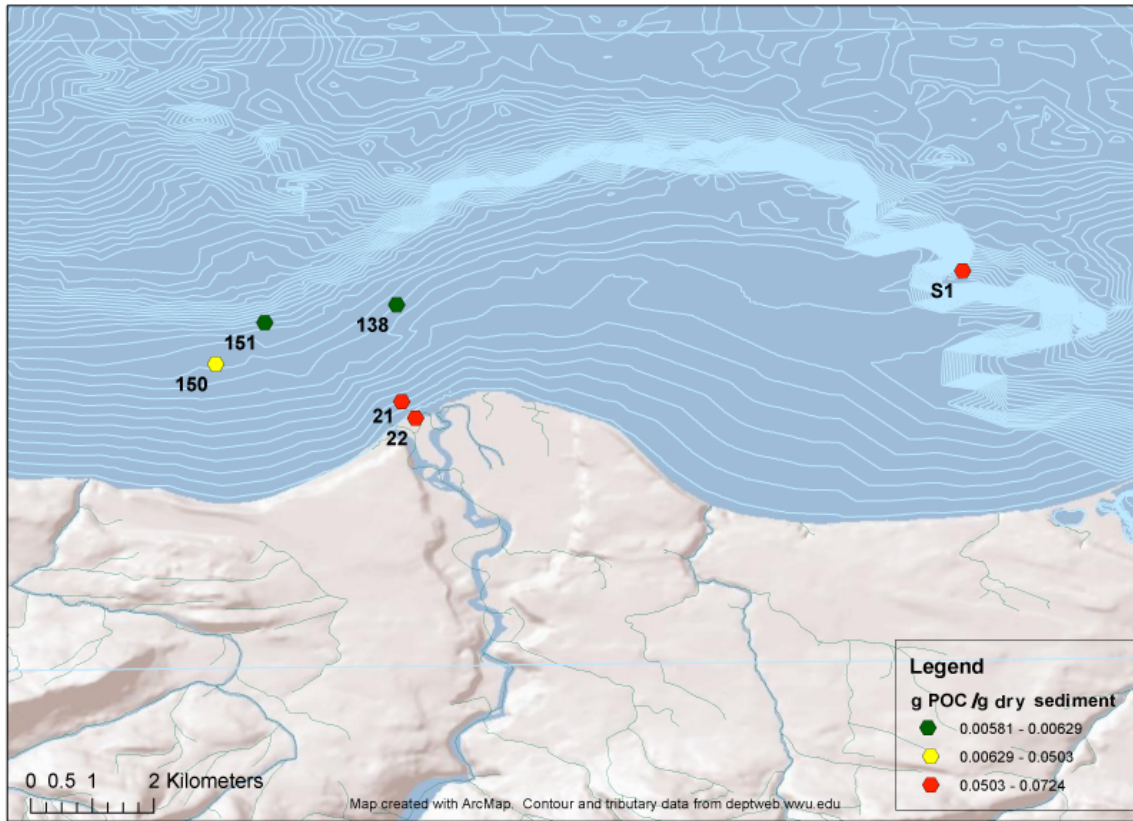 S1
138
151
150
21
22
Legend
g POC/g dry sediment
0.00581 - 0.00629
0.00629 - 0.0503
0.0503 - 0.0724
0 0.5 1 2 Kilometers
Map created with ArcMap. Contour and tributary data from deptweb.wwu.edu